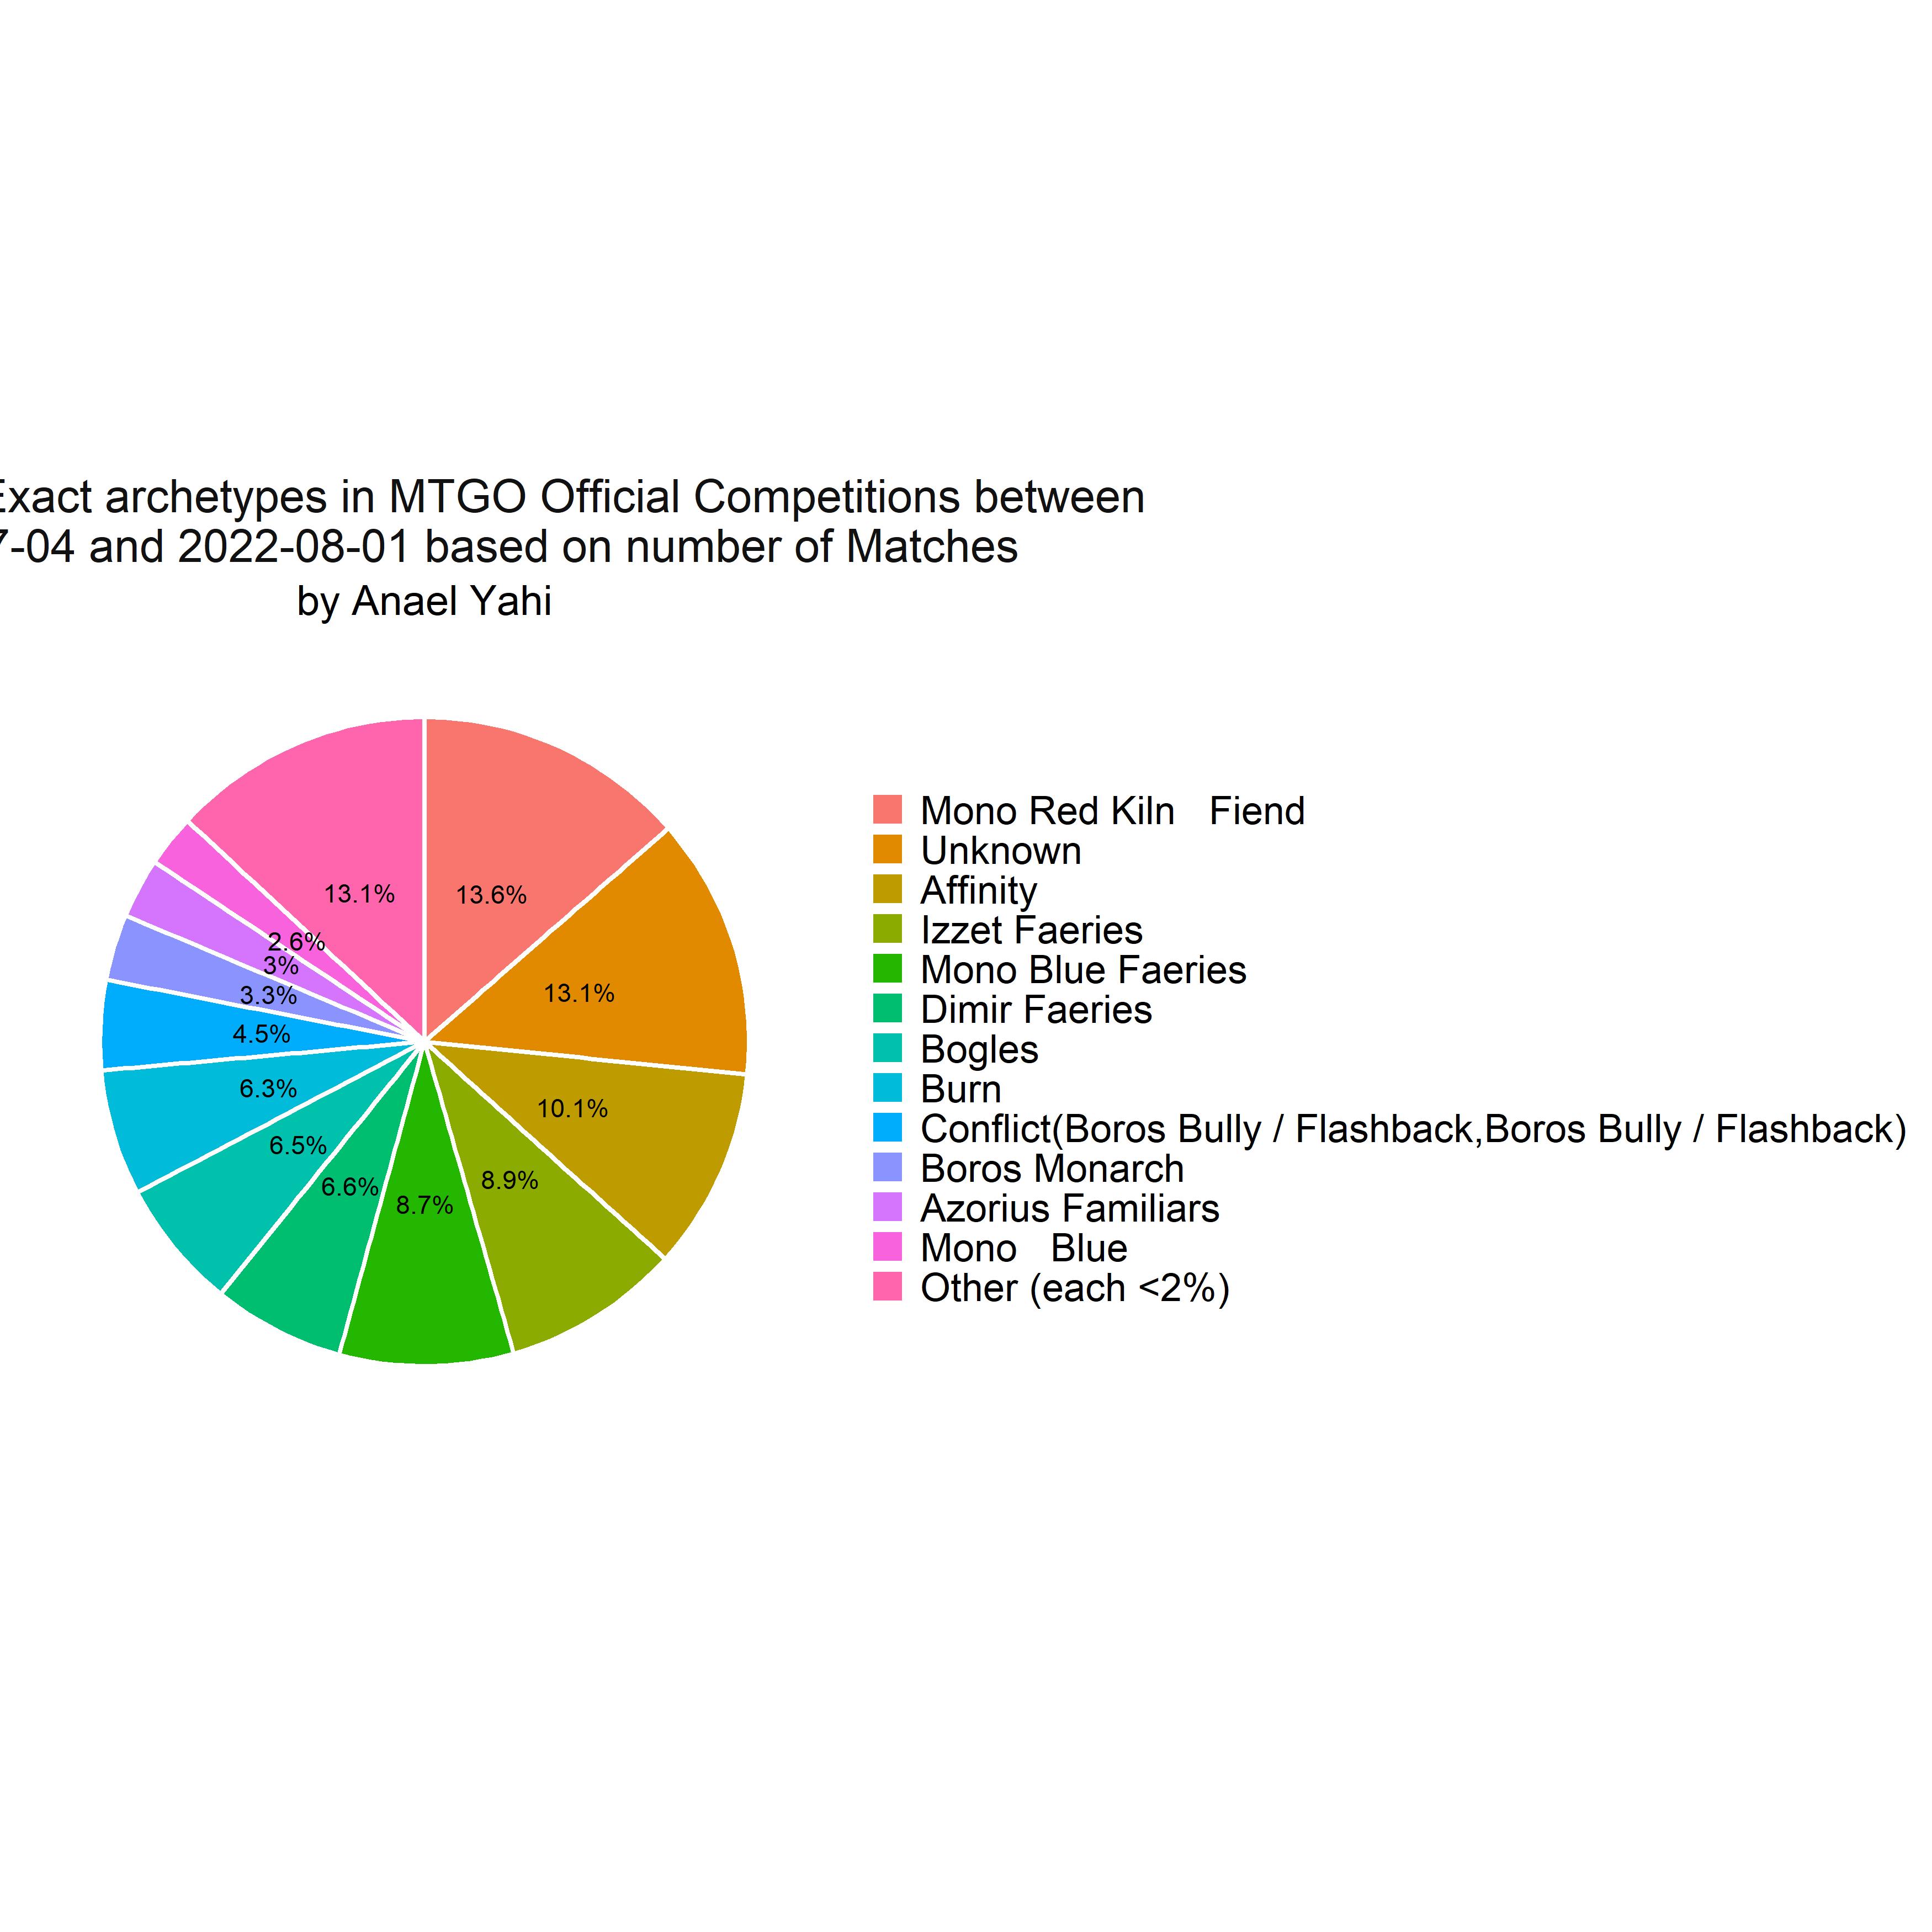 Exact archetypes in MTGO Official Competitions between
7-04 and 2022-08-01 based on number of Matches
by Anael Yahi
13.1%
13.6%
2.6%
3%
3.3%
4.5%
6.3%
6.5%
6.6%
8.7%
8.9%
10.1%
13.1%
Mono Red Kiln   Fiend
Unknown
Affinity
Izzet Faeries
Mono Blue Faeries
Dimir Faeries
Bogles
Burn
Conflict(Boros Bully / Flashback,Boros Bully / Flashback)
Boros Monarch
Azorius Familiars
Mono   Blue
Other (each <2%)